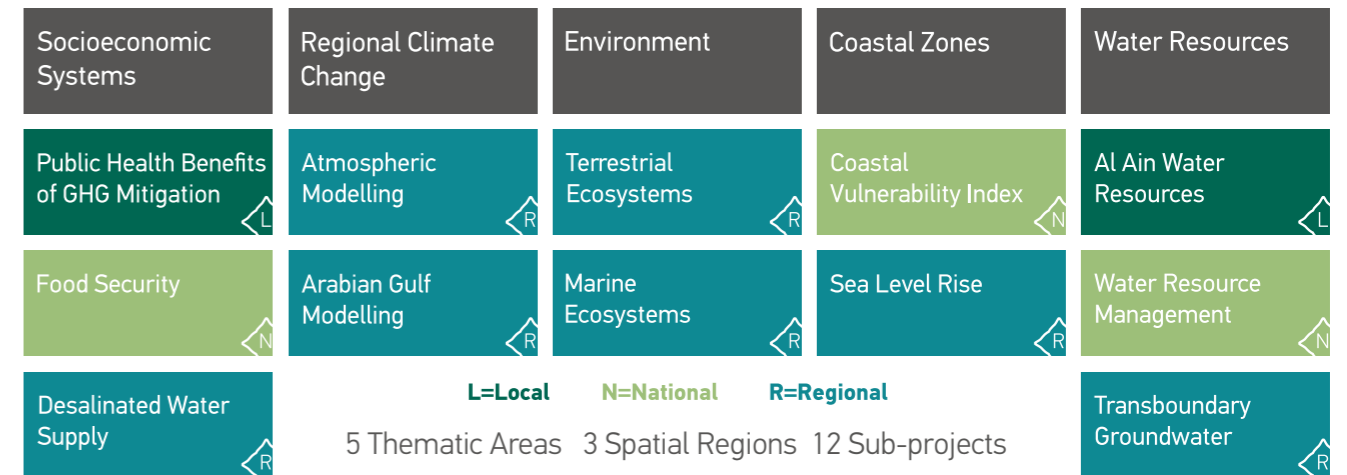 Socioeconomic
Systems
Regional Climate
Change
Environment
Coastal Zones
Water Resources
Public Health Benefits
of GHG Mitigation
L
Atmospheric
Modelling
R
Terrestrial
Ecosystems
R
Coastal
Vulnerability Index
N
Al Ain Water
Resources
L
Food Security
N
Arabian Gulf
Modelling
R
Marine
Ecosystems
R
Sea Level Rise
R
Water Resource
Management
N
Desalinated Water
Supply
R
L=Local N=National R=Regional
5 Thematic Areas 3 Spatial Regions 12 Sub-projects
Transboundary
Groundwater
R